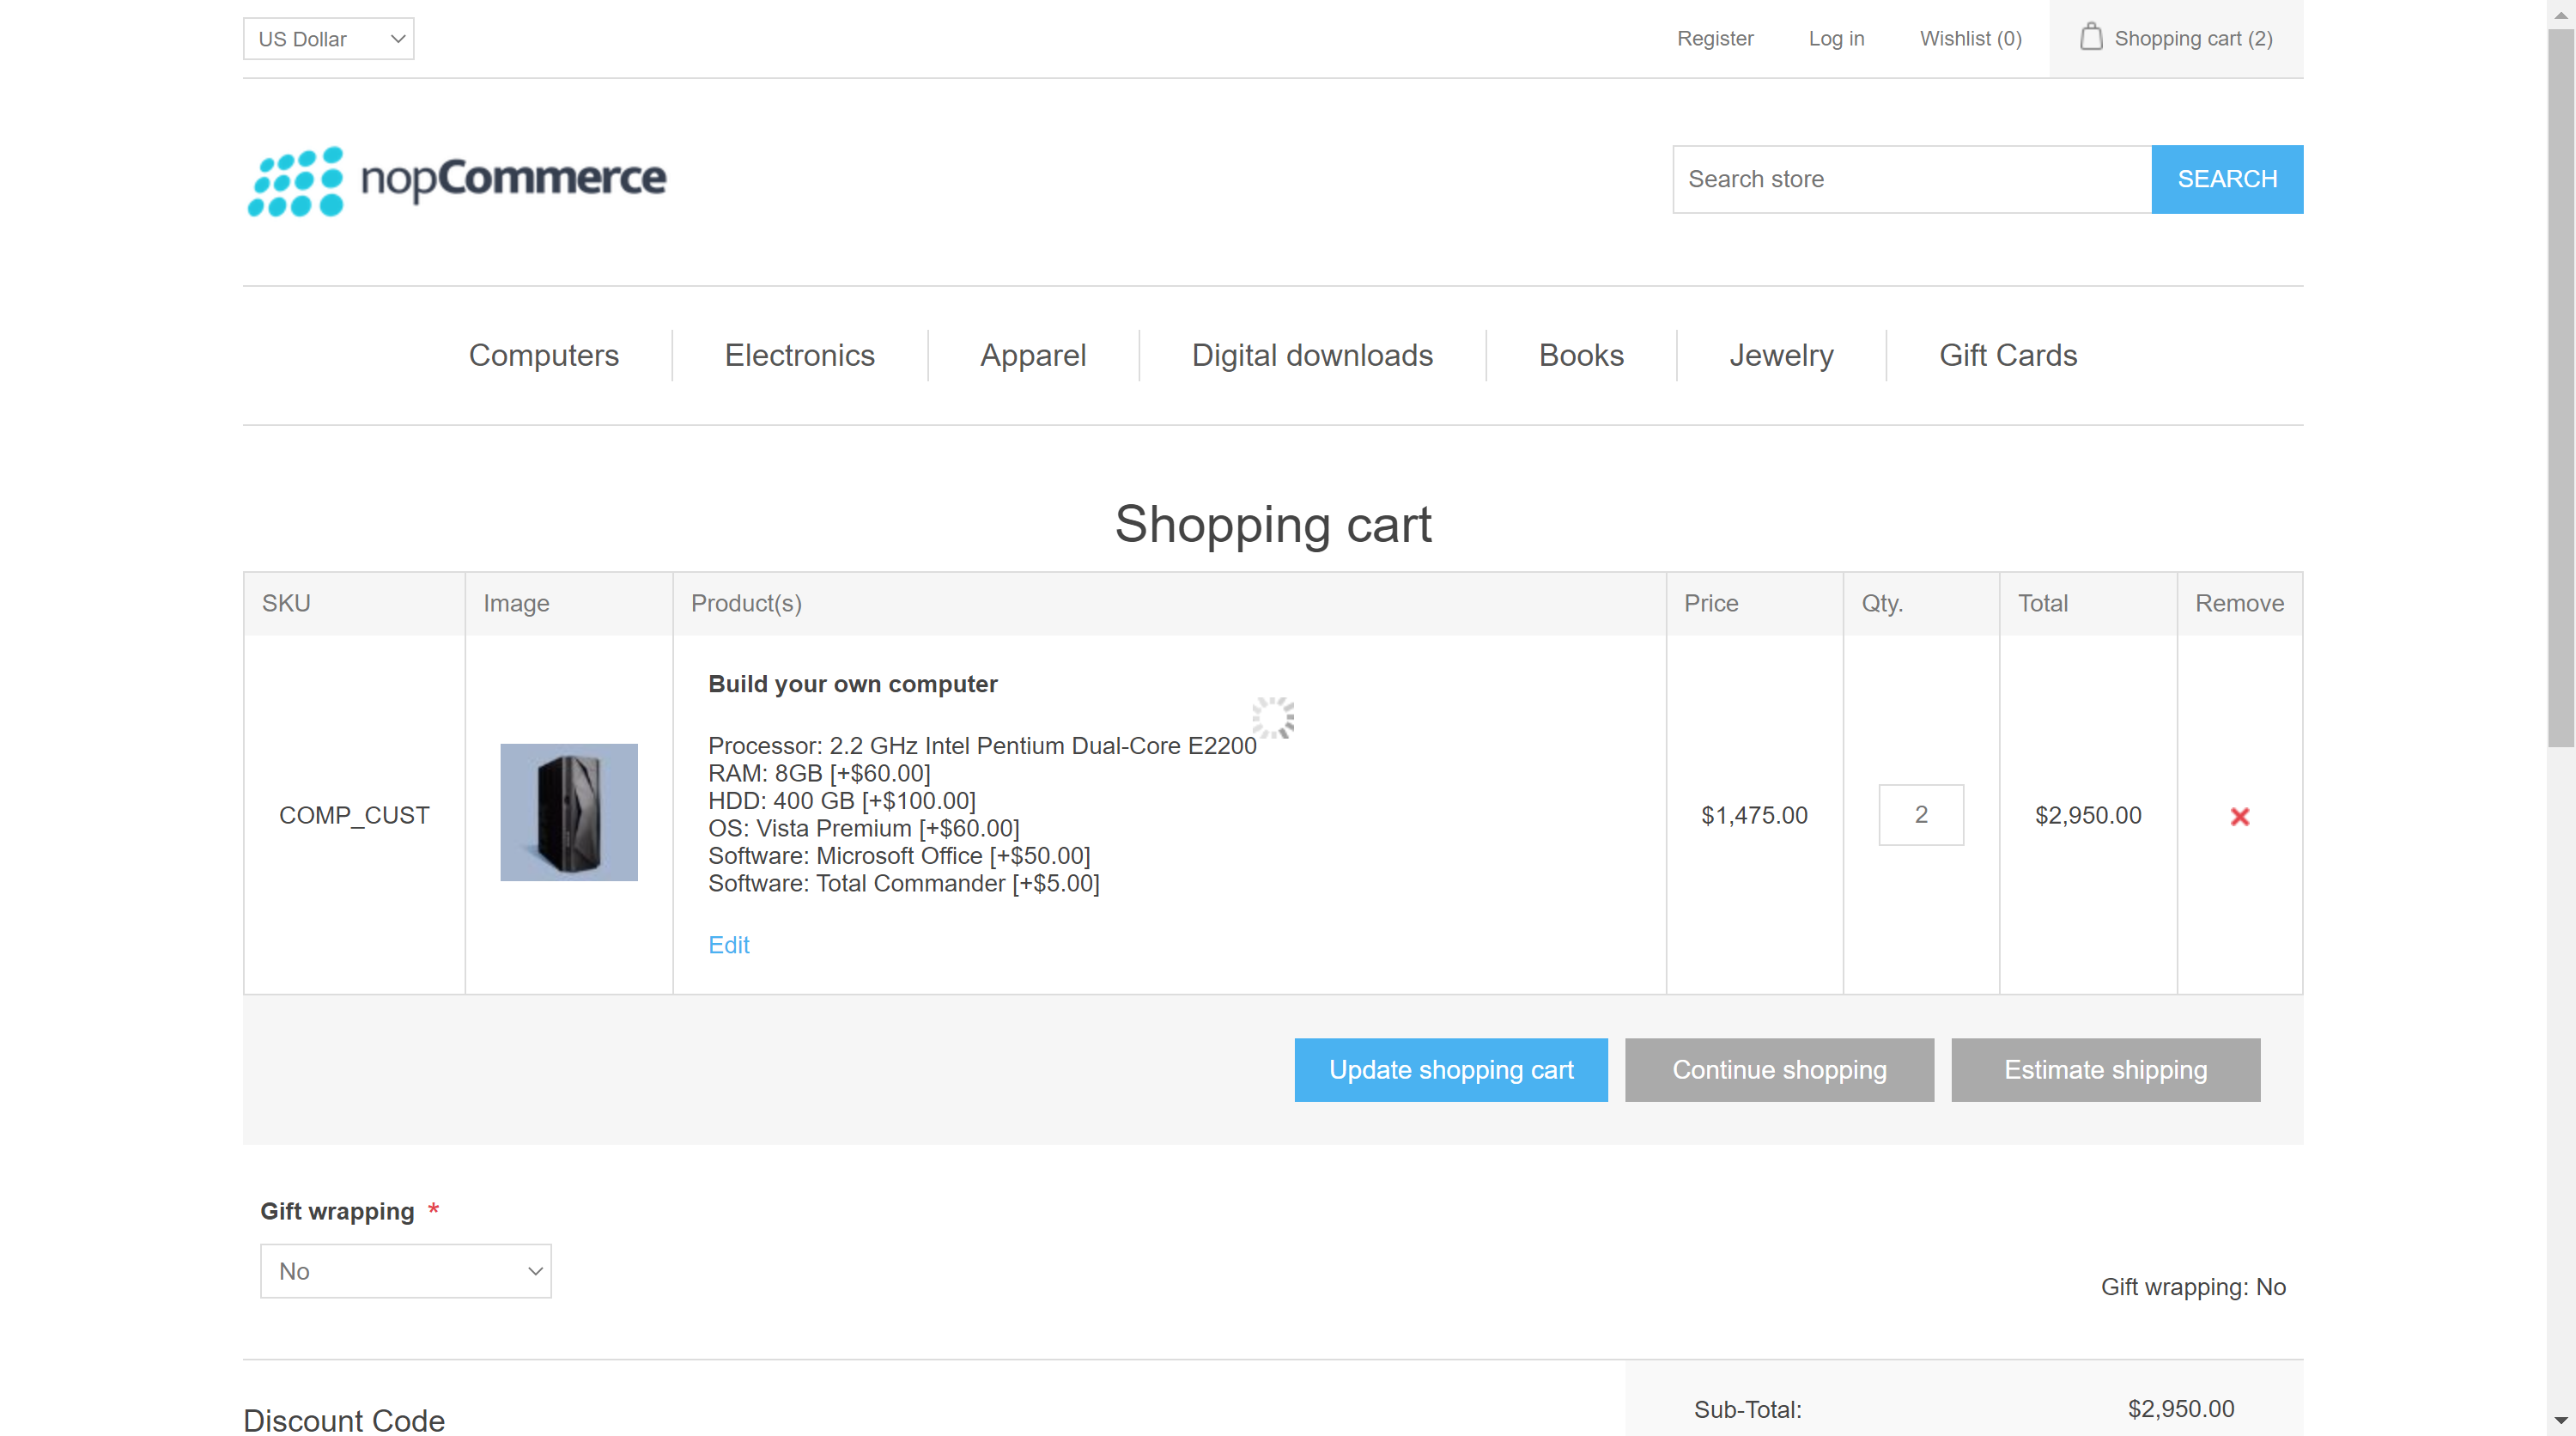 US Dollar
Register
Log in
Wishlist (0)
Shopping cart (2)
nopCommerce
Search store
SEARCH
Computers
Electronics
Apparel
Digital downloads
Books
Jewelry
Gift Cards
Shopping cart
SKU
Image
Product(s)
Price
Qty.
Total
Remove
COMP_CUST
Build your own computer
Processor: 2.2 GHz Intel Pentium Dual-Core E2200
RAM: 8GB [+$60.00]
HDD: 400 GB [+$100.00]
OS: Vista Premium [+$60.00]
Software: Microsoft Office [+$50.00]
Software: Total Commander [+$5.00]
Edit
$1,475.00
2
$2,950.00
Update shopping cart
Continue shopping
Estimate shipping
Gift wrapping *
No
Gift wrapping: No
Discount Code
Sub-Total:
$2,950.00